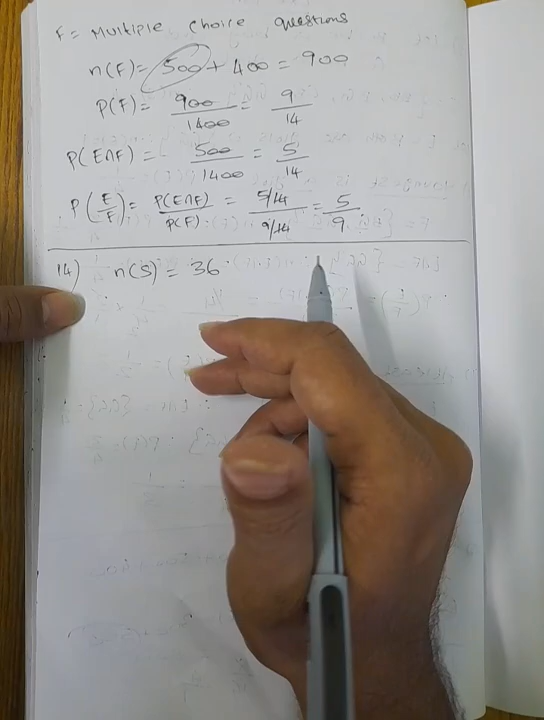 F = Multiple Choice questions
n(F) = 500 + 400 = 900
P(F) = 900/1400 = 9/14
P(E∩F) = 500/1400 = 5/14
P(E/F) = P(E∩F)/P(F) = 5/14/9/14 = 5/9
14) n(S) = 36